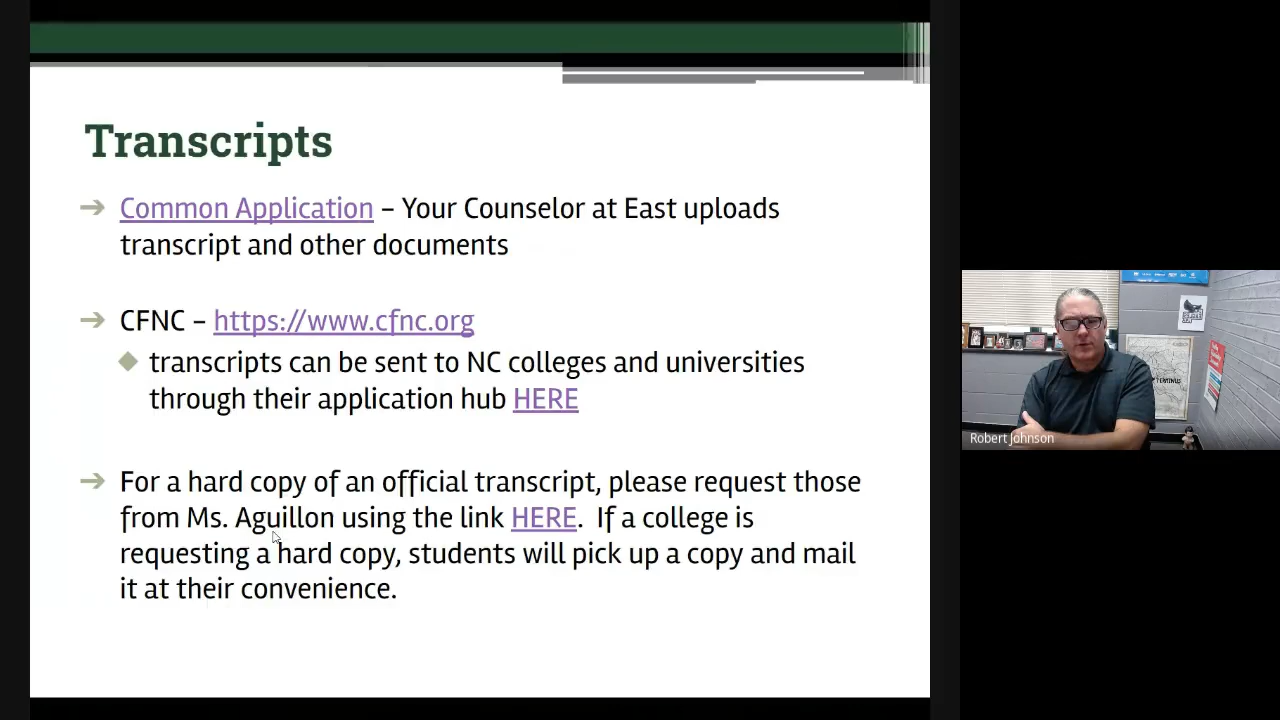 Transcripts
➔ Common Application – Your Counselor at East uploads
transcript and other documents
➔ CFNC – https://www.cfnc.org
◆ transcripts can be sent to NC colleges and universities
through their application hub HERE
➔ For a hard copy of an official transcript, please request those
from Ms. Aguillon using the link HERE. If a college is
requesting a hard copy, students will pick up a copy and mail
it at their convenience.
Robert Johnson